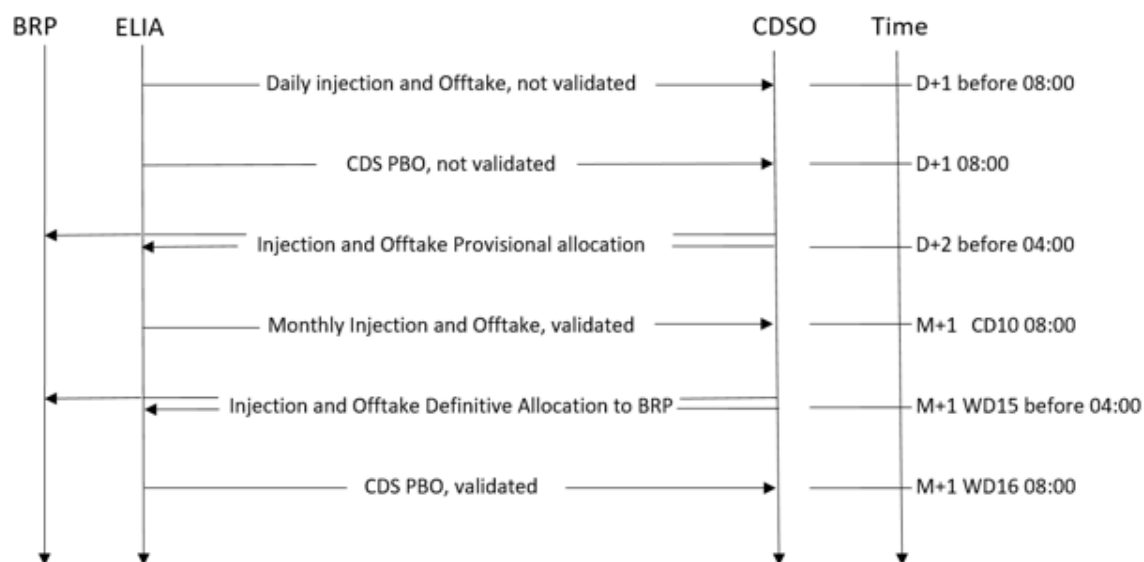 BRP ELIA CDSO Time
Daily injection and Offtake, not validated D+1 before 08:00
CDS PBO, not validated D+1 08:00
Injection and Offtake Provisional allocation D+2 before 04:00
Monthly Injection and Offtake, validated M+1 CD10 08:00
Injection and Offtake Definitive Allocation to BRP M+1 WD15 before 04:00
CDS PBO, validated M+1 WD16 08:00